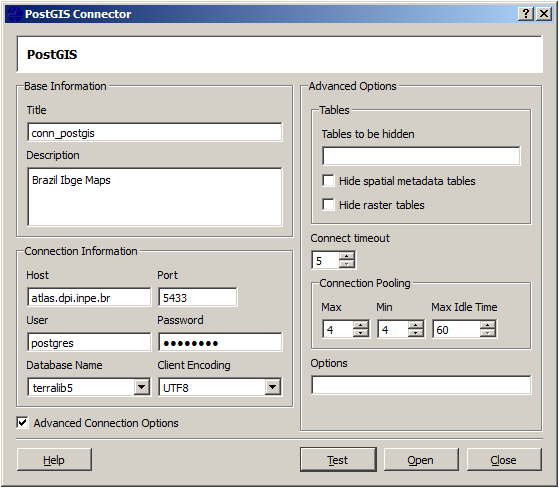 PostGIS Connector
PostGIS
Base Information
Title
conn_postgis
Description
Brazil Ibge Maps
Connection Information
Host
Port
atlas.dpi.inpe.br
5433
User
Password
postgres
●●●●●●●●
Database Name
Client Encoding
terralib5
UTF8
Advanced Connection Options
Advanced Options
Tables
Tables to be hidden
Hide spatial metadata tables
Hide raster tables
Connect timeout
5
Connection Pooling
Max
Min
Max Idle Time
4
4
60
Options
Help
Test
Open
Close